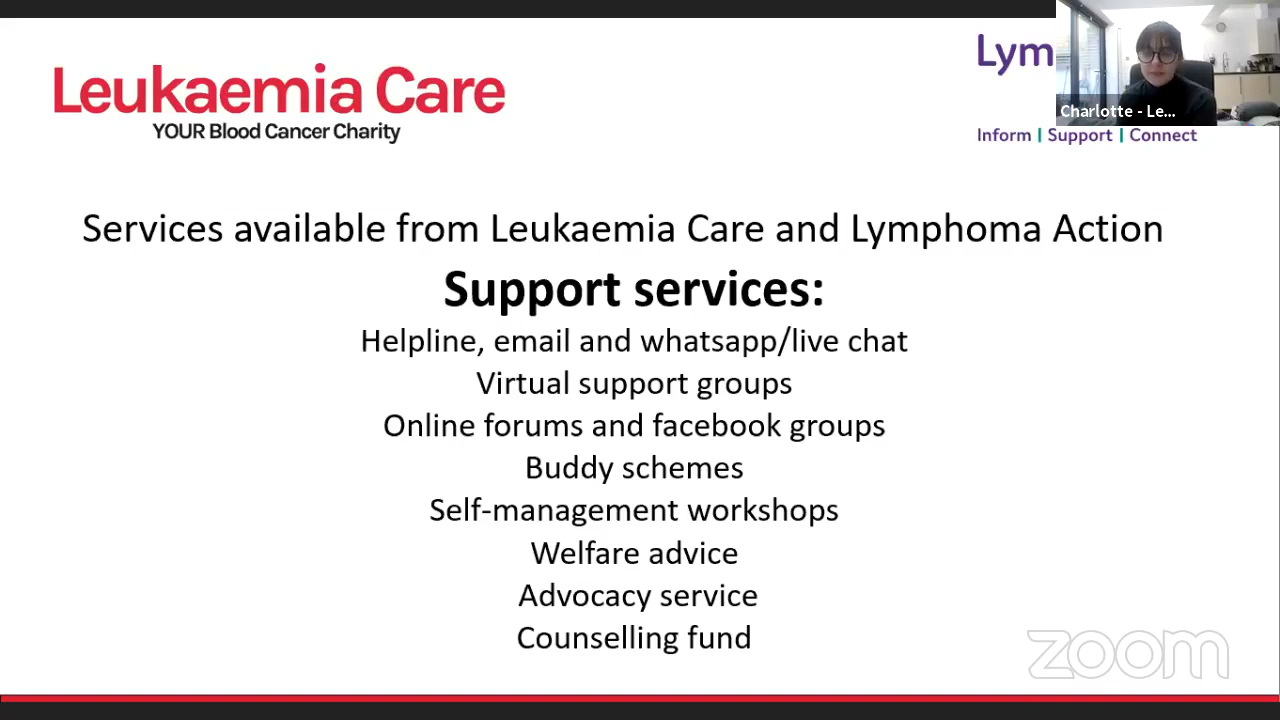 Leukaemia Care
YOUR Blood Cancer Charity
Lym
Charlotte - Le...
Inform | Support | Connect
Services available from Leukaemia Care and Lymphoma Action
Support services:
Helpline, email and whatsapp/live chat
Virtual support groups
Online forums and facebook groups
Buddy schemes
Self-management workshops
Welfare advice
Advocacy service
Counselling fund
zoom